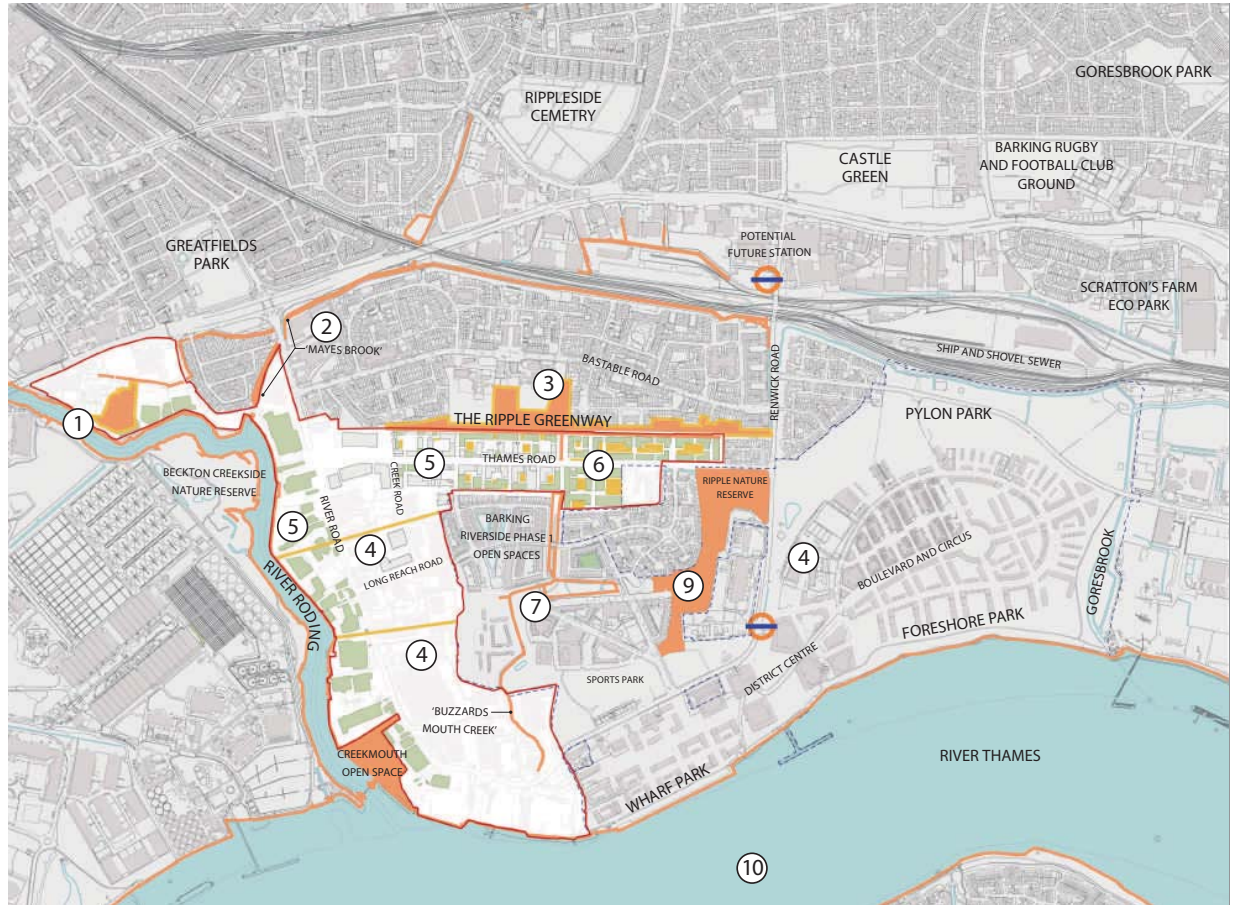 GORESBROOK PARK
RIPPLESIDE
CEMETRY
BARKING RUGBY
AND FOOTBALL CLUB
GROUND
CASTLE
GREEN
GREATFIELDS
PARK
POTENTIAL
FUTURE STATION
SCRATTON'S FARM
ECO PARK
2
'MAYES BROOK'
SHIP AND SHOVEL SEWER
BASTABLE ROAD
RENWICK ROAD
3
1
THE RIPPLE GREENWAY
PYLON PARK
BECKTON CREEKSIDE
NATURE RESERVE
CREEK ROAD
5
THAMES ROAD
6
RIPPLE NATURE
RESERVE
5
RIVER ROAD
4
LONG REACH ROAD
BARKING
RIVERSIDE PHASE 1
OPEN SPACES
4
BOULEVARD AND CIRCUS
GORESBROOK
RIVER RODING
7
9
FORESHORE PARK
4
SPORTS PARK
DISTRICT CENTRE
'BUZZARDS
MOUTH CREEK'
CREEKMOUTH
OPEN SPACE
WHARF PARK
RIVER THAMES
10